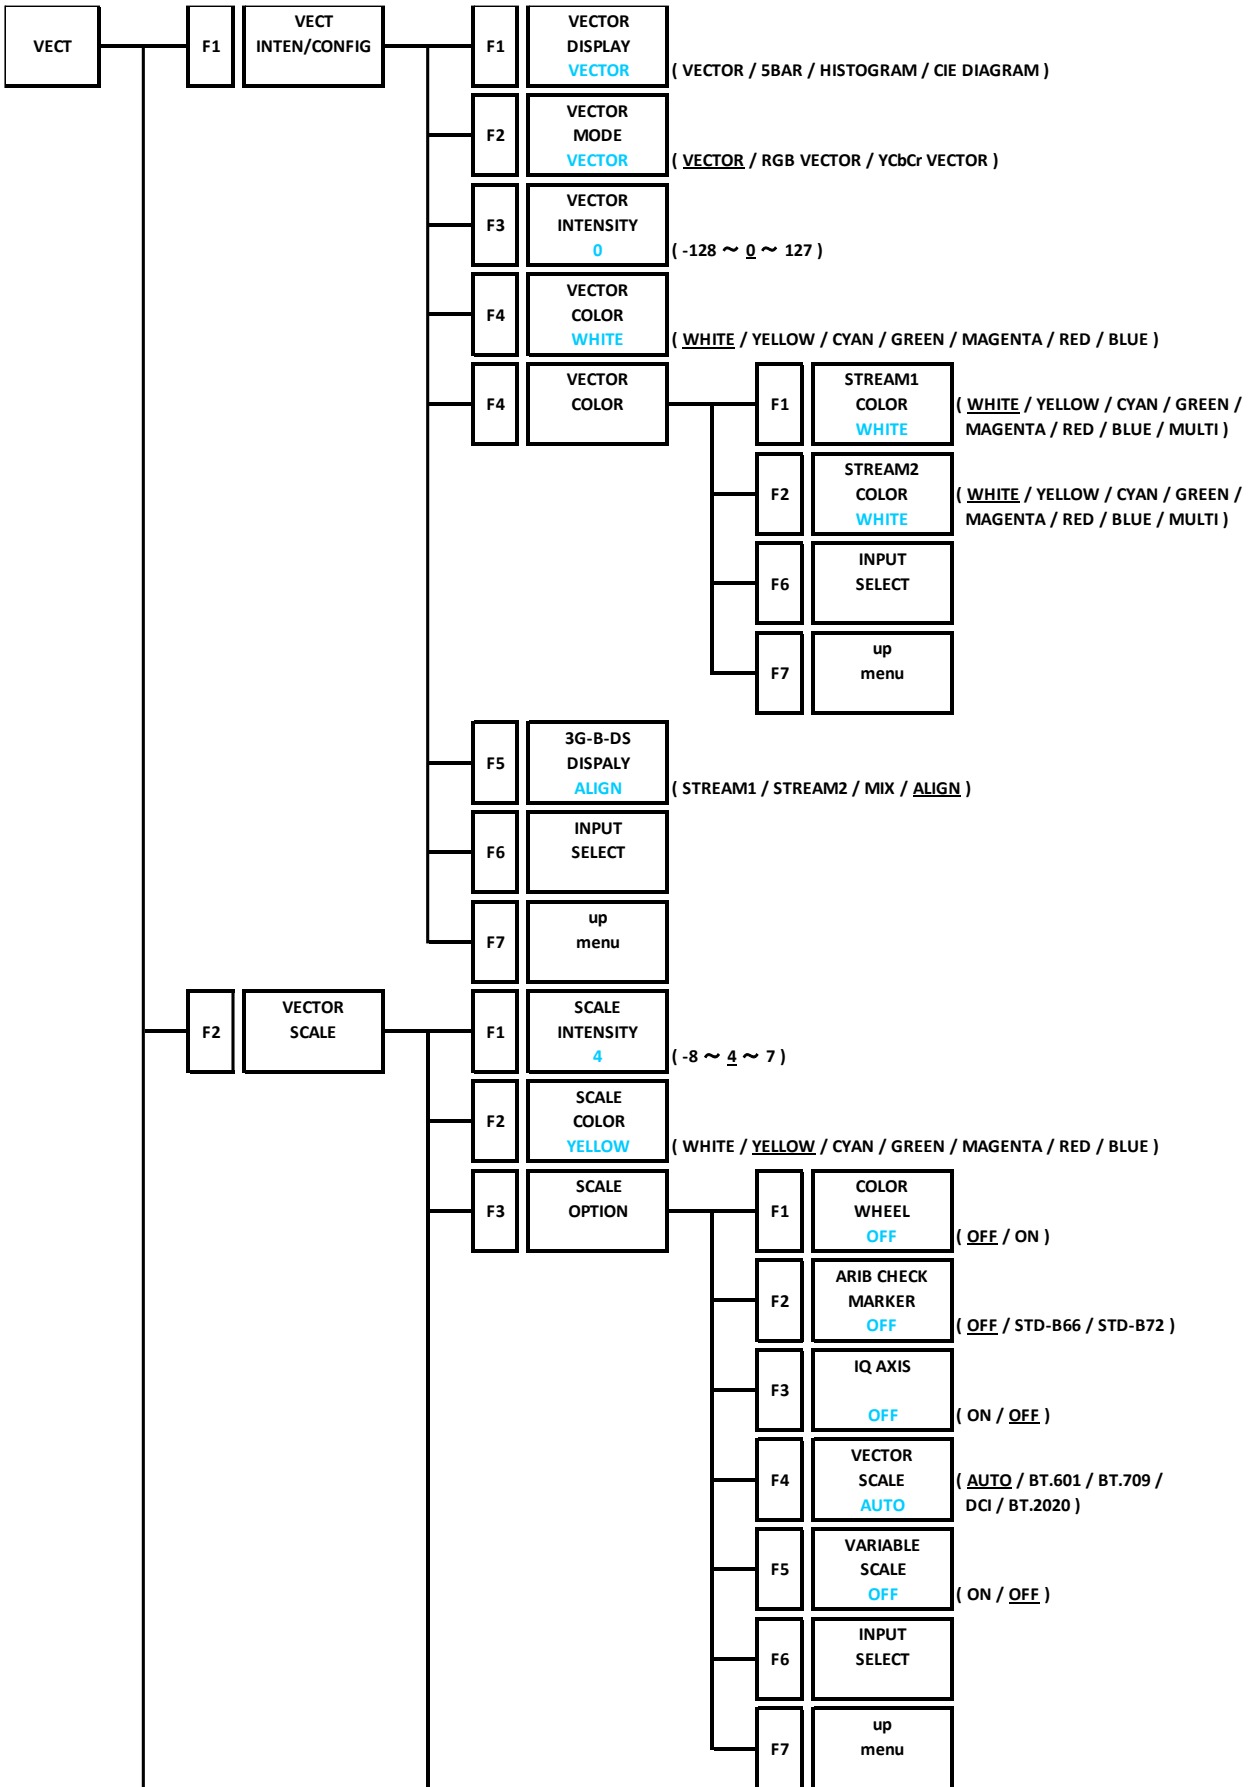 VECT
F1
VECT
INTEN/CONFIG
F1
VECTOR
DISPLAY
VECTOR
( VECTOR / 5BAR / HISTOGRAM / CIE DIAGRAM )
F2
VECTOR
MODE
VECTOR
( VECTOR / RGB VECTOR / YCbCr VECTOR )
F3
VECTOR
INTENSITY
0
( -128 ～ 0 ～ 127 )
F4
VECTOR
COLOR
WHITE
( WHITE / YELLOW / CYAN / GREEN / MAGENTA / RED / BLUE )
F4
VECTOR
COLOR
F1
STREAM1
COLOR
WHITE
( WHITE / YELLOW / CYAN / GREEN /
MAGENTA / RED / BLUE / MULTI )
F2
STREAM2
COLOR
WHITE
( WHITE / YELLOW / CYAN / GREEN /
MAGENTA / RED / BLUE / MULTI )
F6
INPUT
SELECT
F7
up
menu
F5
3G-B-DS
DISPALY
ALIGN
( STREAM1 / STREAM2 / MIX / ALIGN )
F6
INPUT
SELECT
F7
up
menu
F2
VECTOR
SCALE
F1
SCALE
INTENSITY
4
( -8 ～ 4 ～ 7 )
F2
SCALE
COLOR
YELLOW
( WHITE / YELLOW / CYAN / GREEN / MAGENTA / RED / BLUE )
F3
SCALE
OPTION
F1
COLOR
WHEEL
OFF
( OFF / ON )
F2
ARIB CHECK
MARKER
OFF
( OFF / STD-B66 / STD-B72 )
F3
IQ AXIS
OFF
( ON / OFF )
F4
VECTOR
SCALE
AUTO
( AUTO / BT.601 / BT.709 /
DCI / BT.2020 )
F5
VARIABLE
SCALE
OFF
( ON / OFF )
F6
INPUT
SELECT
F7
up
menu